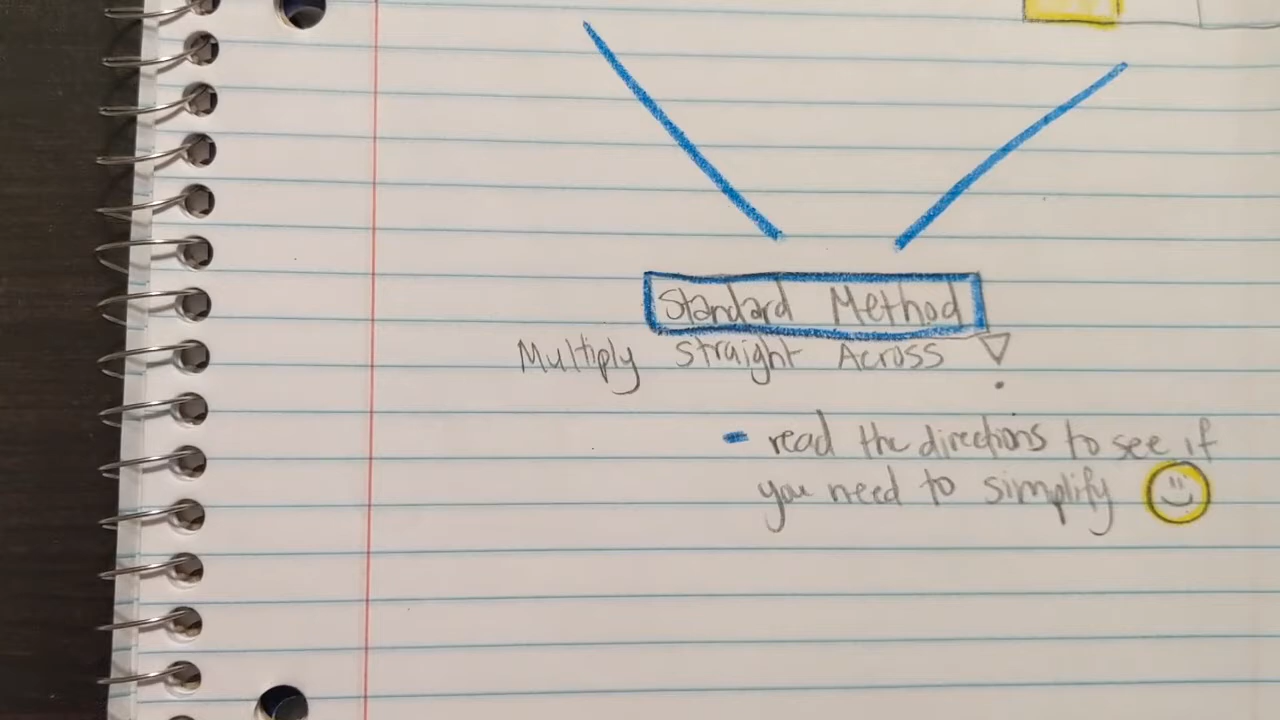 Standard Method
Multiply straight Across !
- read the directions to see if
you need to simplify